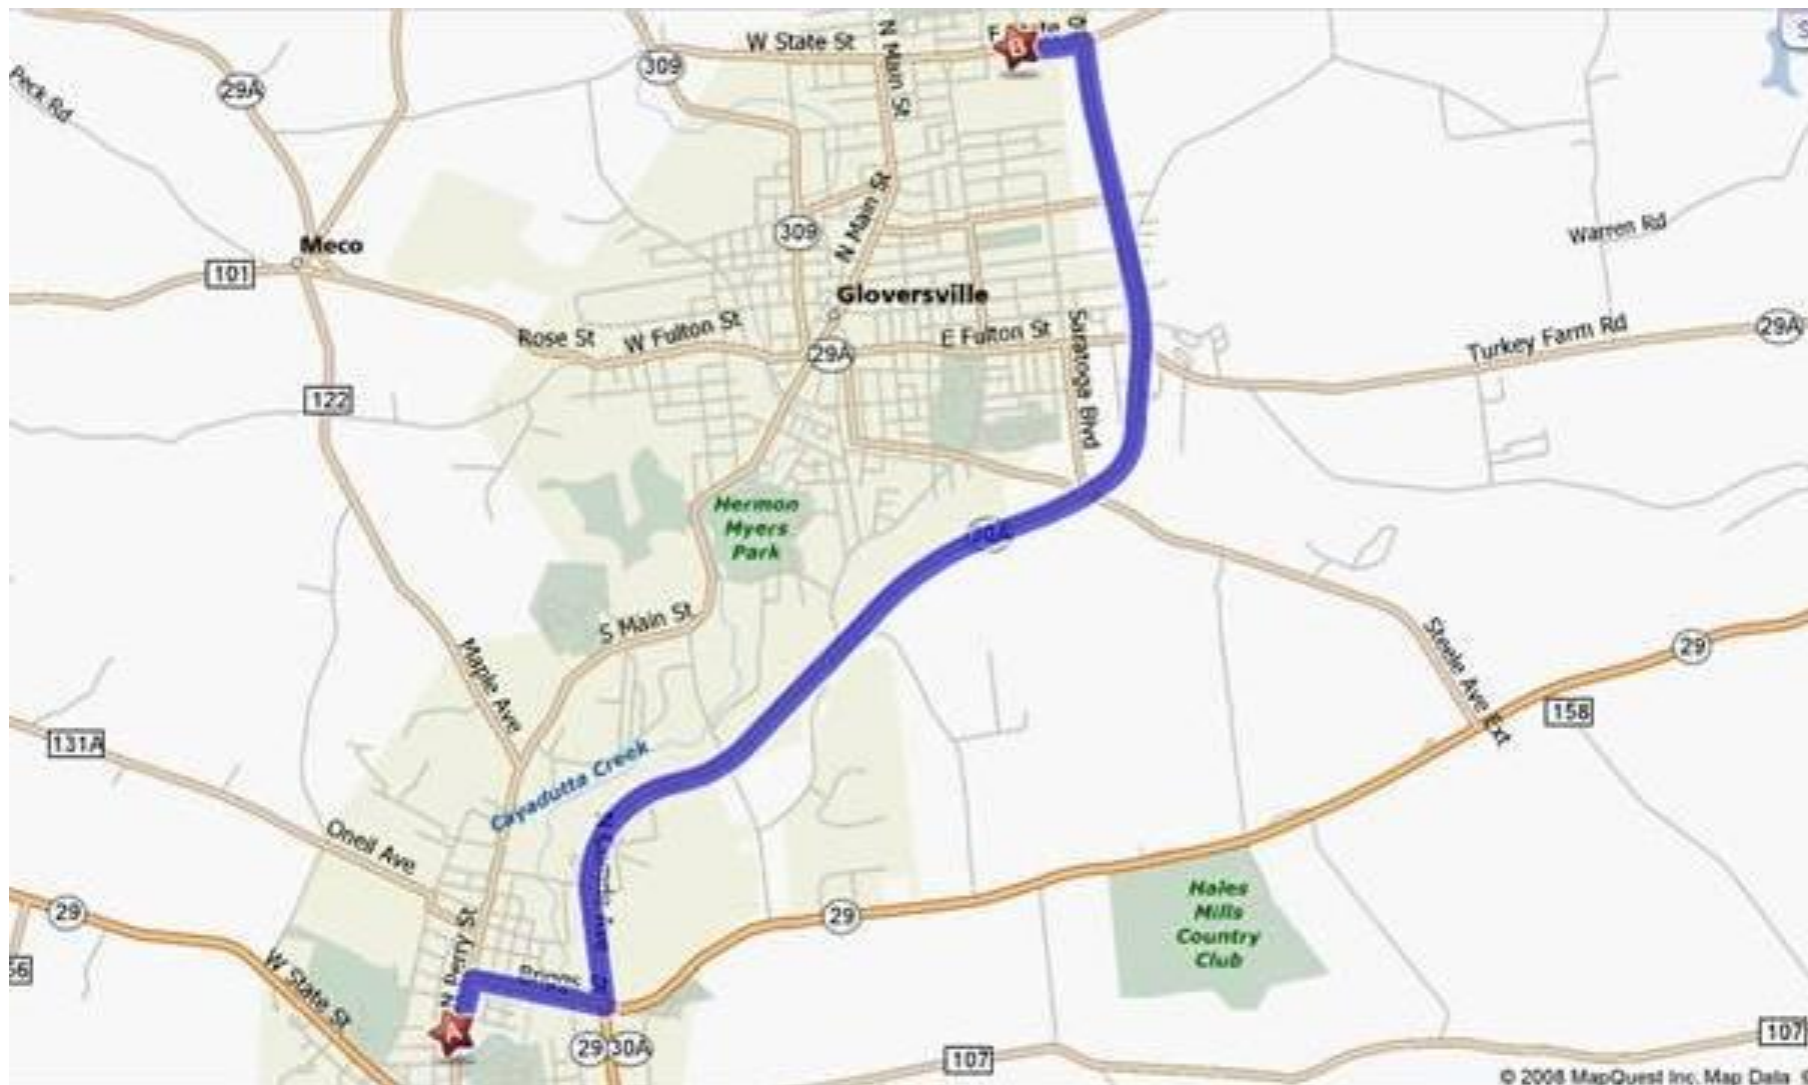 W State St
N Main St
B
S
309
29A
Peck Rd
N Main St
309
Warren Rd
Meco
101
Gloversville
Rose St
W Fulton St
29A
E Fulton St
Saratoga Blvd
Turkey Farm Rd
29A
122
Hermon
Myers
Park
30A
S Main St
Maple Ave
Steele Ave Ext
29
158
131A
Cayadutta Creek
Oneil Ave
29
N Perry St
29
Hales
Mills
Country
Club
W State St
A
29
30A
107
107
© 2008 MapQuest Inc. Map Data ©